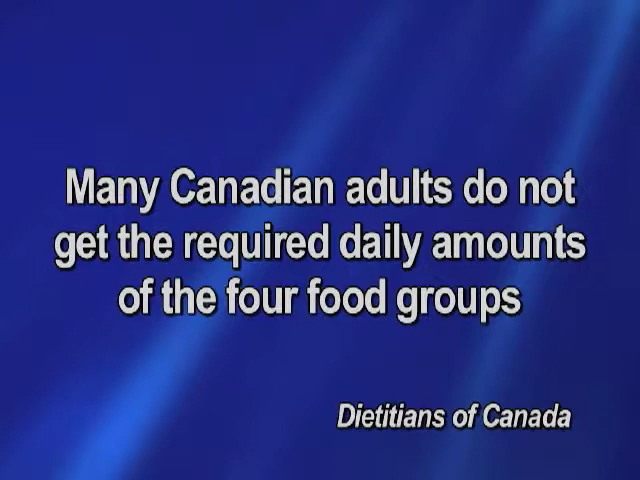 Many Canadian adults do not
get the required daily amounts
of the four food groups
Dietitians of Canada